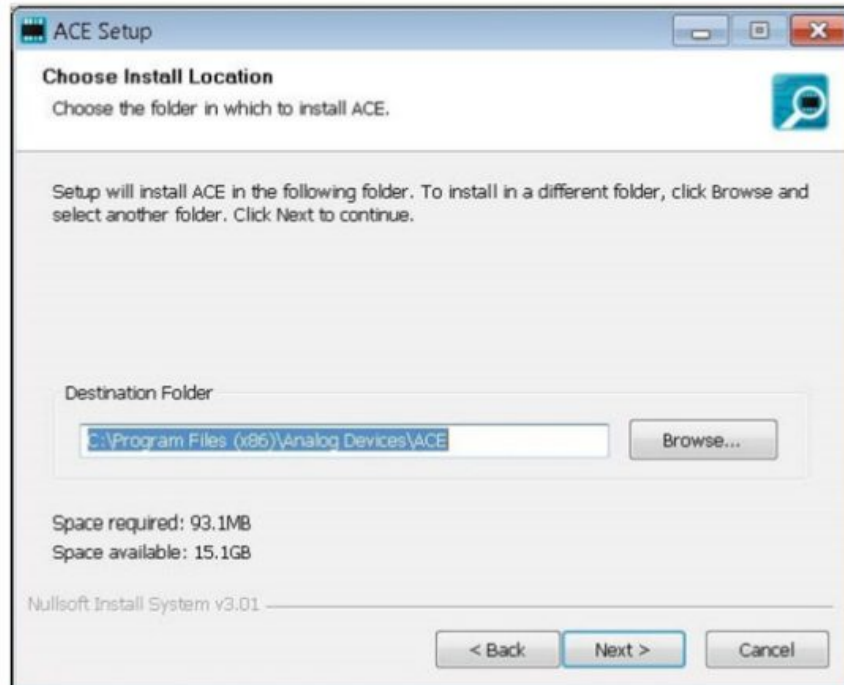 ACE Setup
Choose Install Location
Choose the folder in which to install ACE.
Setup will install ACE in the following folder. To install in a different folder, click Browse and
select another folder. Click Next to continue.
Destination Folder
C:\Program Files (x86)\Analog Devices\ACE
Browse...
Space required: 93.1MB
Space available: 15.1GB
Nullsoft Install System v3.01
< Back
Next >
Cancel